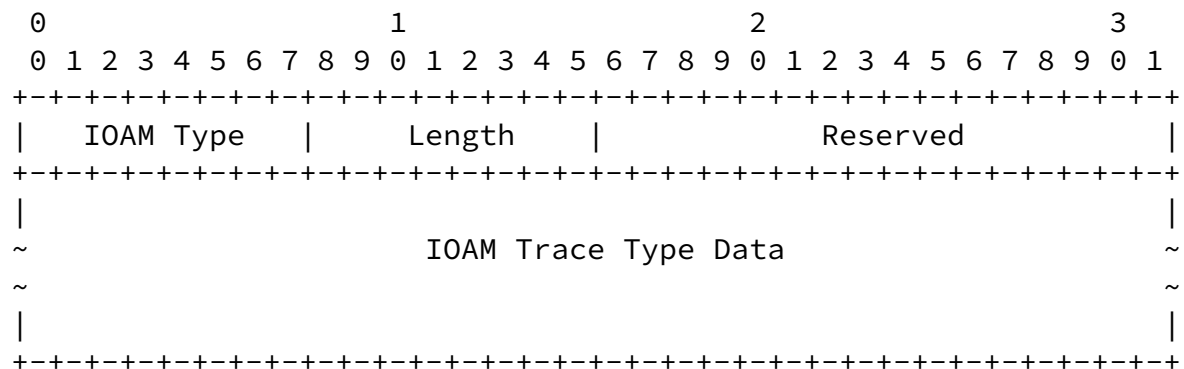 0                   1                   2                   3
 0 1 2 3 4 5 6 7 8 9 0 1 2 3 4 5 6 7 8 9 0 1 2 3 4 5 6 7 8 9 0 1
+-+-+-+-+-+-+-+-+-+-+-+-+-+-+-+-+-+-+-+-+-+-+-+-+-+-+-+-+-+-+-+-+
|   IOAM Type   |     Length    |            Reserved           |
+-+-+-+-+-+-+-+-+-+-+-+-+-+-+-+-+-+-+-+-+-+-+-+-+-+-+-+-+-+-+-+-+
|                                                               |
~                      IOAM Trace Type Data                     ~
~                                                               ~
|                                                               |
+-+-+-+-+-+-+-+-+-+-+-+-+-+-+-+-+-+-+-+-+-+-+-+-+-+-+-+-+-+-+-+-+